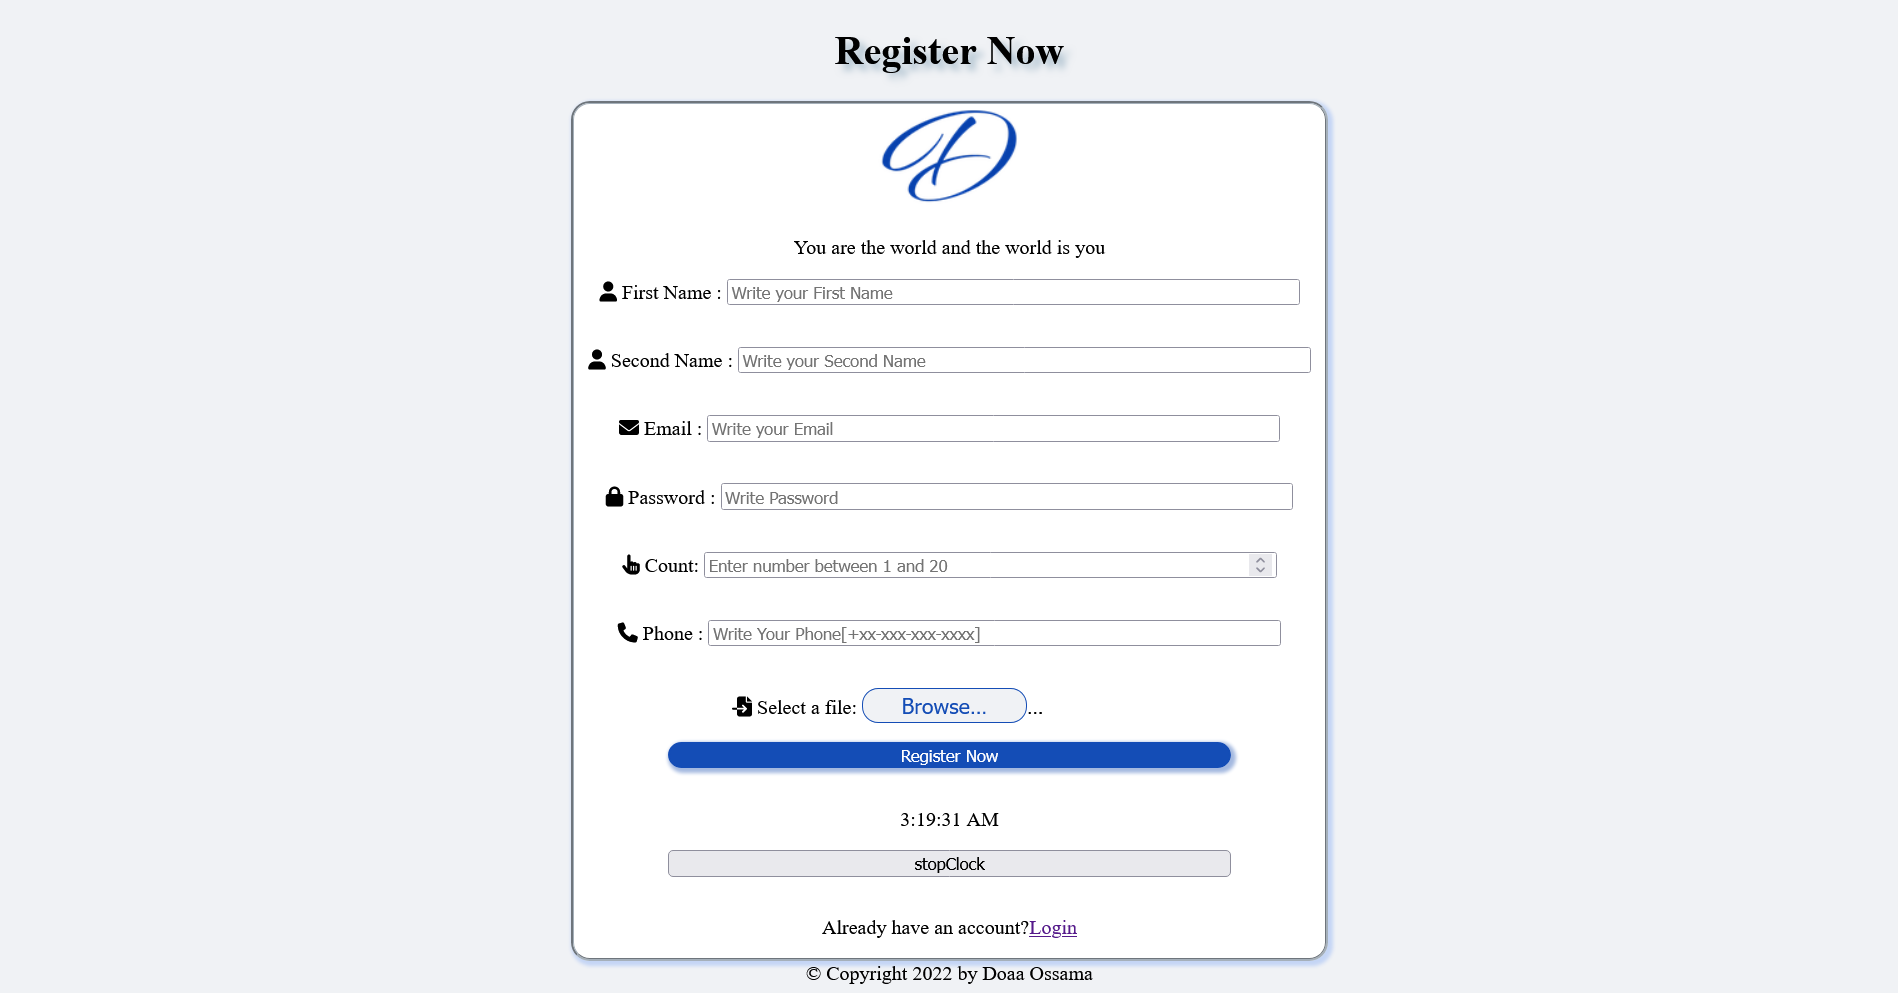 Register Now
D
You are the world and the world is you
First Name : Write your First Name
Second Name : Write your Second Name
Email : Write your Email
Password : Write Password
Count: Enter number between 1 and 20
Phone : Write Your Phone[+xx-xxx-xxx-xxxx]
Select a file: Browse... ...
Register Now
3:19:31 AM
stopClock
Already have an account?Login
© Copyright 2022 by Doaa Ossama